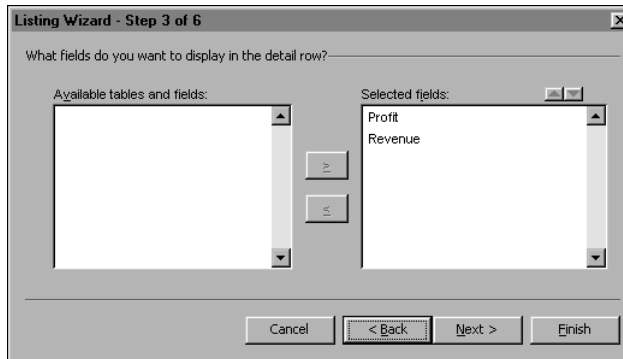 Listing Wizard - Step 3 of 6
What fields do you want to display in the detail row?
Available tables and fields:
Selected fields:
Profit
Revenue
≥
≤
Cancel
< Back
Next >
Finish